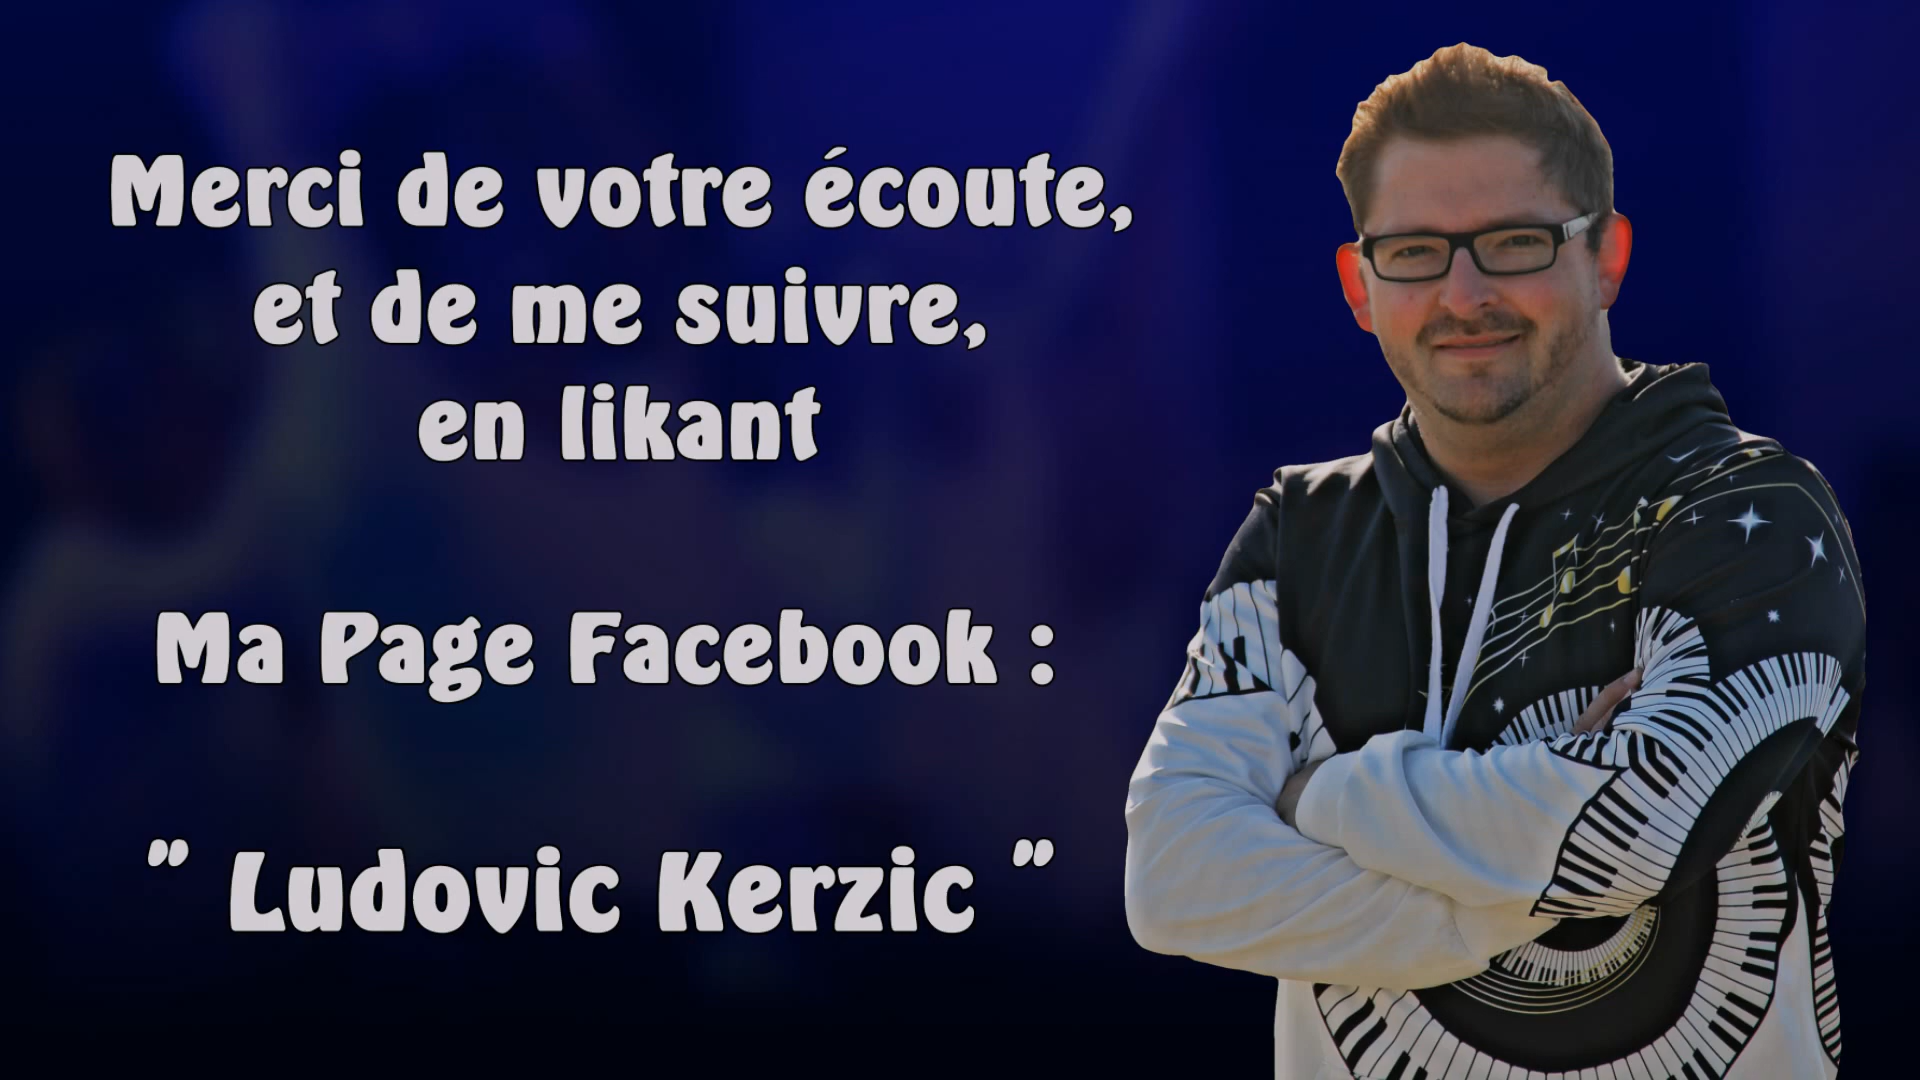 Merci de votre écoute,
et de me suivre,
en likant
Ma Page Facebook :
" Ludovic Kerzic "